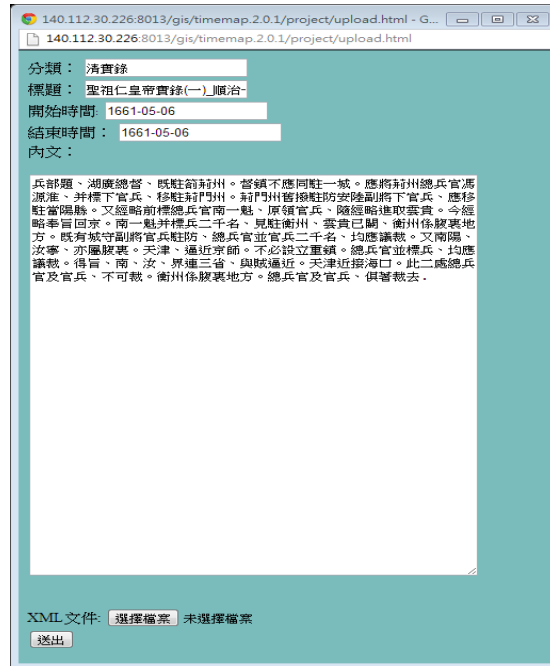 140.112.30.226:8013/gis/timemap.2.0.1/project/upload.html - G...
140.112.30.226:8013/gis/timemap.2.0.1/project/upload.html
分類： 清實錄
標題： 聖祖仁皇帝實錄(一)_順治-
開始時間: 1661-05-06
結束時間： 1661-05-06
內文：
兵部題、湖廣總督、既駐箚荊州。督鎮不應同駐一城。應將荊州總兵官馮
源淮、并標下官兵、移駐荊門州。荊門州舊撥駐防安陸副將下官兵、應移
駐當陽縣。又經略前標總兵官南一魁、原領官兵、隨經略進取雲貴。今經
略奉旨回京。南一魁并標兵二千名、見駐衡州、雲貴已闢、衡州係腹裏地
方。既有城守副將官兵駐防、總兵官並官兵二千名、均應議裁。又南陽、
汝寧、亦屬腹裏。天津、逼近京師。不必設立重鎮。總兵官並標兵、均應
議裁。得旨、南、汝、界連三省、與賊逼近。天津近接海口。此二處總兵
官及官兵、不可裁。衡州係腹裏地方。總兵官及官兵、俱著裁去.
XML文件: 選擇檔案 未選擇檔案
送出